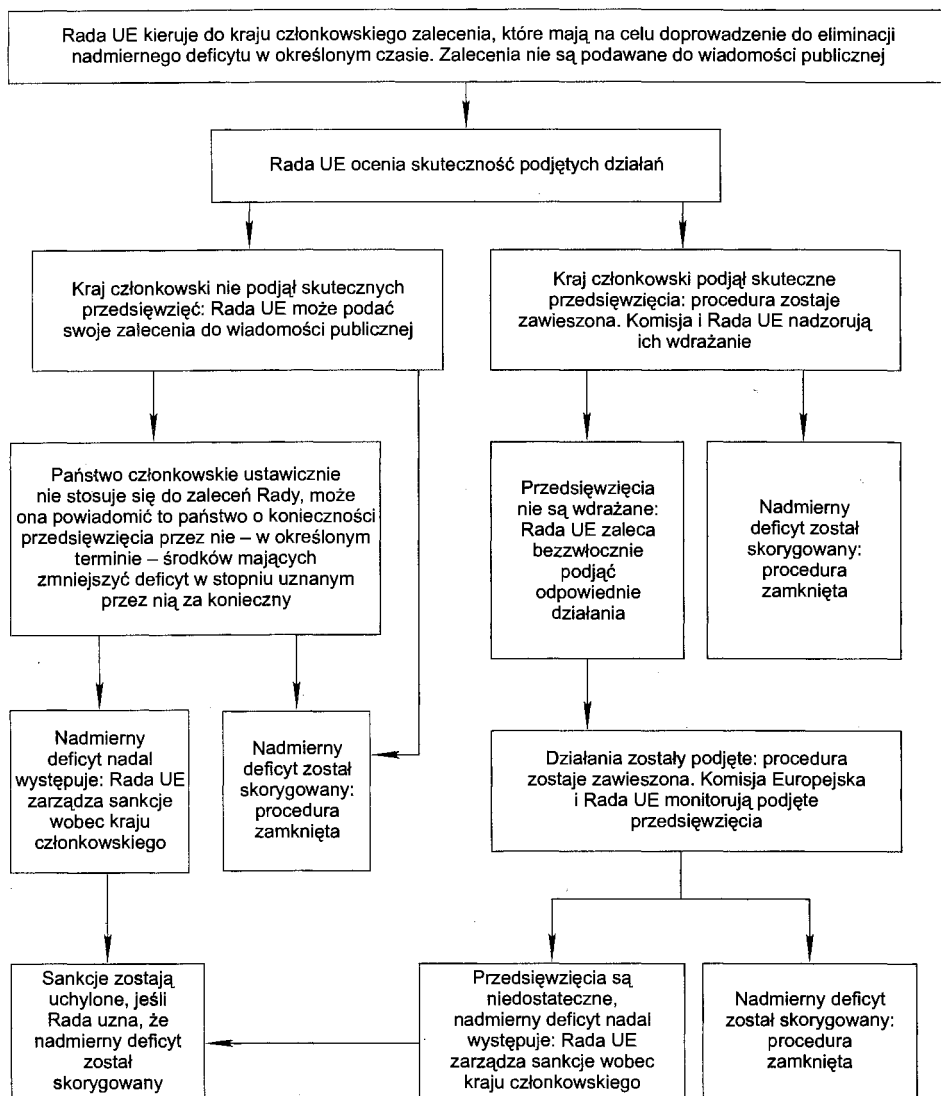 Rada UE kieruje do kraju członkowskiego zalecenia, które mają na celu doprowadzenie do eliminacji
nadmiernego deficytu w określonym czasie. Zalecenia nie są podawane do wiadomości publicznej
Rada UE ocenia skuteczność podjętych działań
Kraj członkowski nie podjął skutecznych
przedsięwzięć: Rada UE może podać
swoje zalecenia do wiadomości publicznej
Kraj członkowski podjął skuteczne
przedsięwzięcia: procedura zostaje
zawieszona. Komisja i Rada UE nadzorują
ich wdrażanie
Państwo członkowskie ustawicznie
nie stosuje się do zaleceń Rady, może
ona powiadomić to państwo o konieczności
przedsięwzięcia przez nie – w określonym
terminie – środków mających
zmniejszyć deficyt w stopniu uznanym
przez nią za konieczny
Przedsięwzięcia
nie są wdrażane:
Rada UE zaleca
bezzwłocznie
podjąć
odpowiednie
działania
Nadmierny
deficyt został
skorygowany:
procedura
zamknięta
Nadmierny
deficyt nadal
występuje: Rada UE
zarządza sankcje
wobec kraju
członkowskiego
Nadmierny
deficyt został
skorygowany:
procedura
zamknięta
Działania zostały podjęte: procedura
zostaje zawieszona. Komisja Europejska
i Rada UE monitorują podjęte
przedsięwzięcia
Sankcje zostają
uchylone, jeśli
Rada uzna, że
nadmierny deficyt
został
skorygowany
Przedsięwzięcia są
niedostateczne,
nadmierny deficyt nadal
występuje: Rada UE
zarządza sankcje wobec
kraju członkowskiego
Nadmierny deficyt
został skorygowany:
procedura
zamknięta